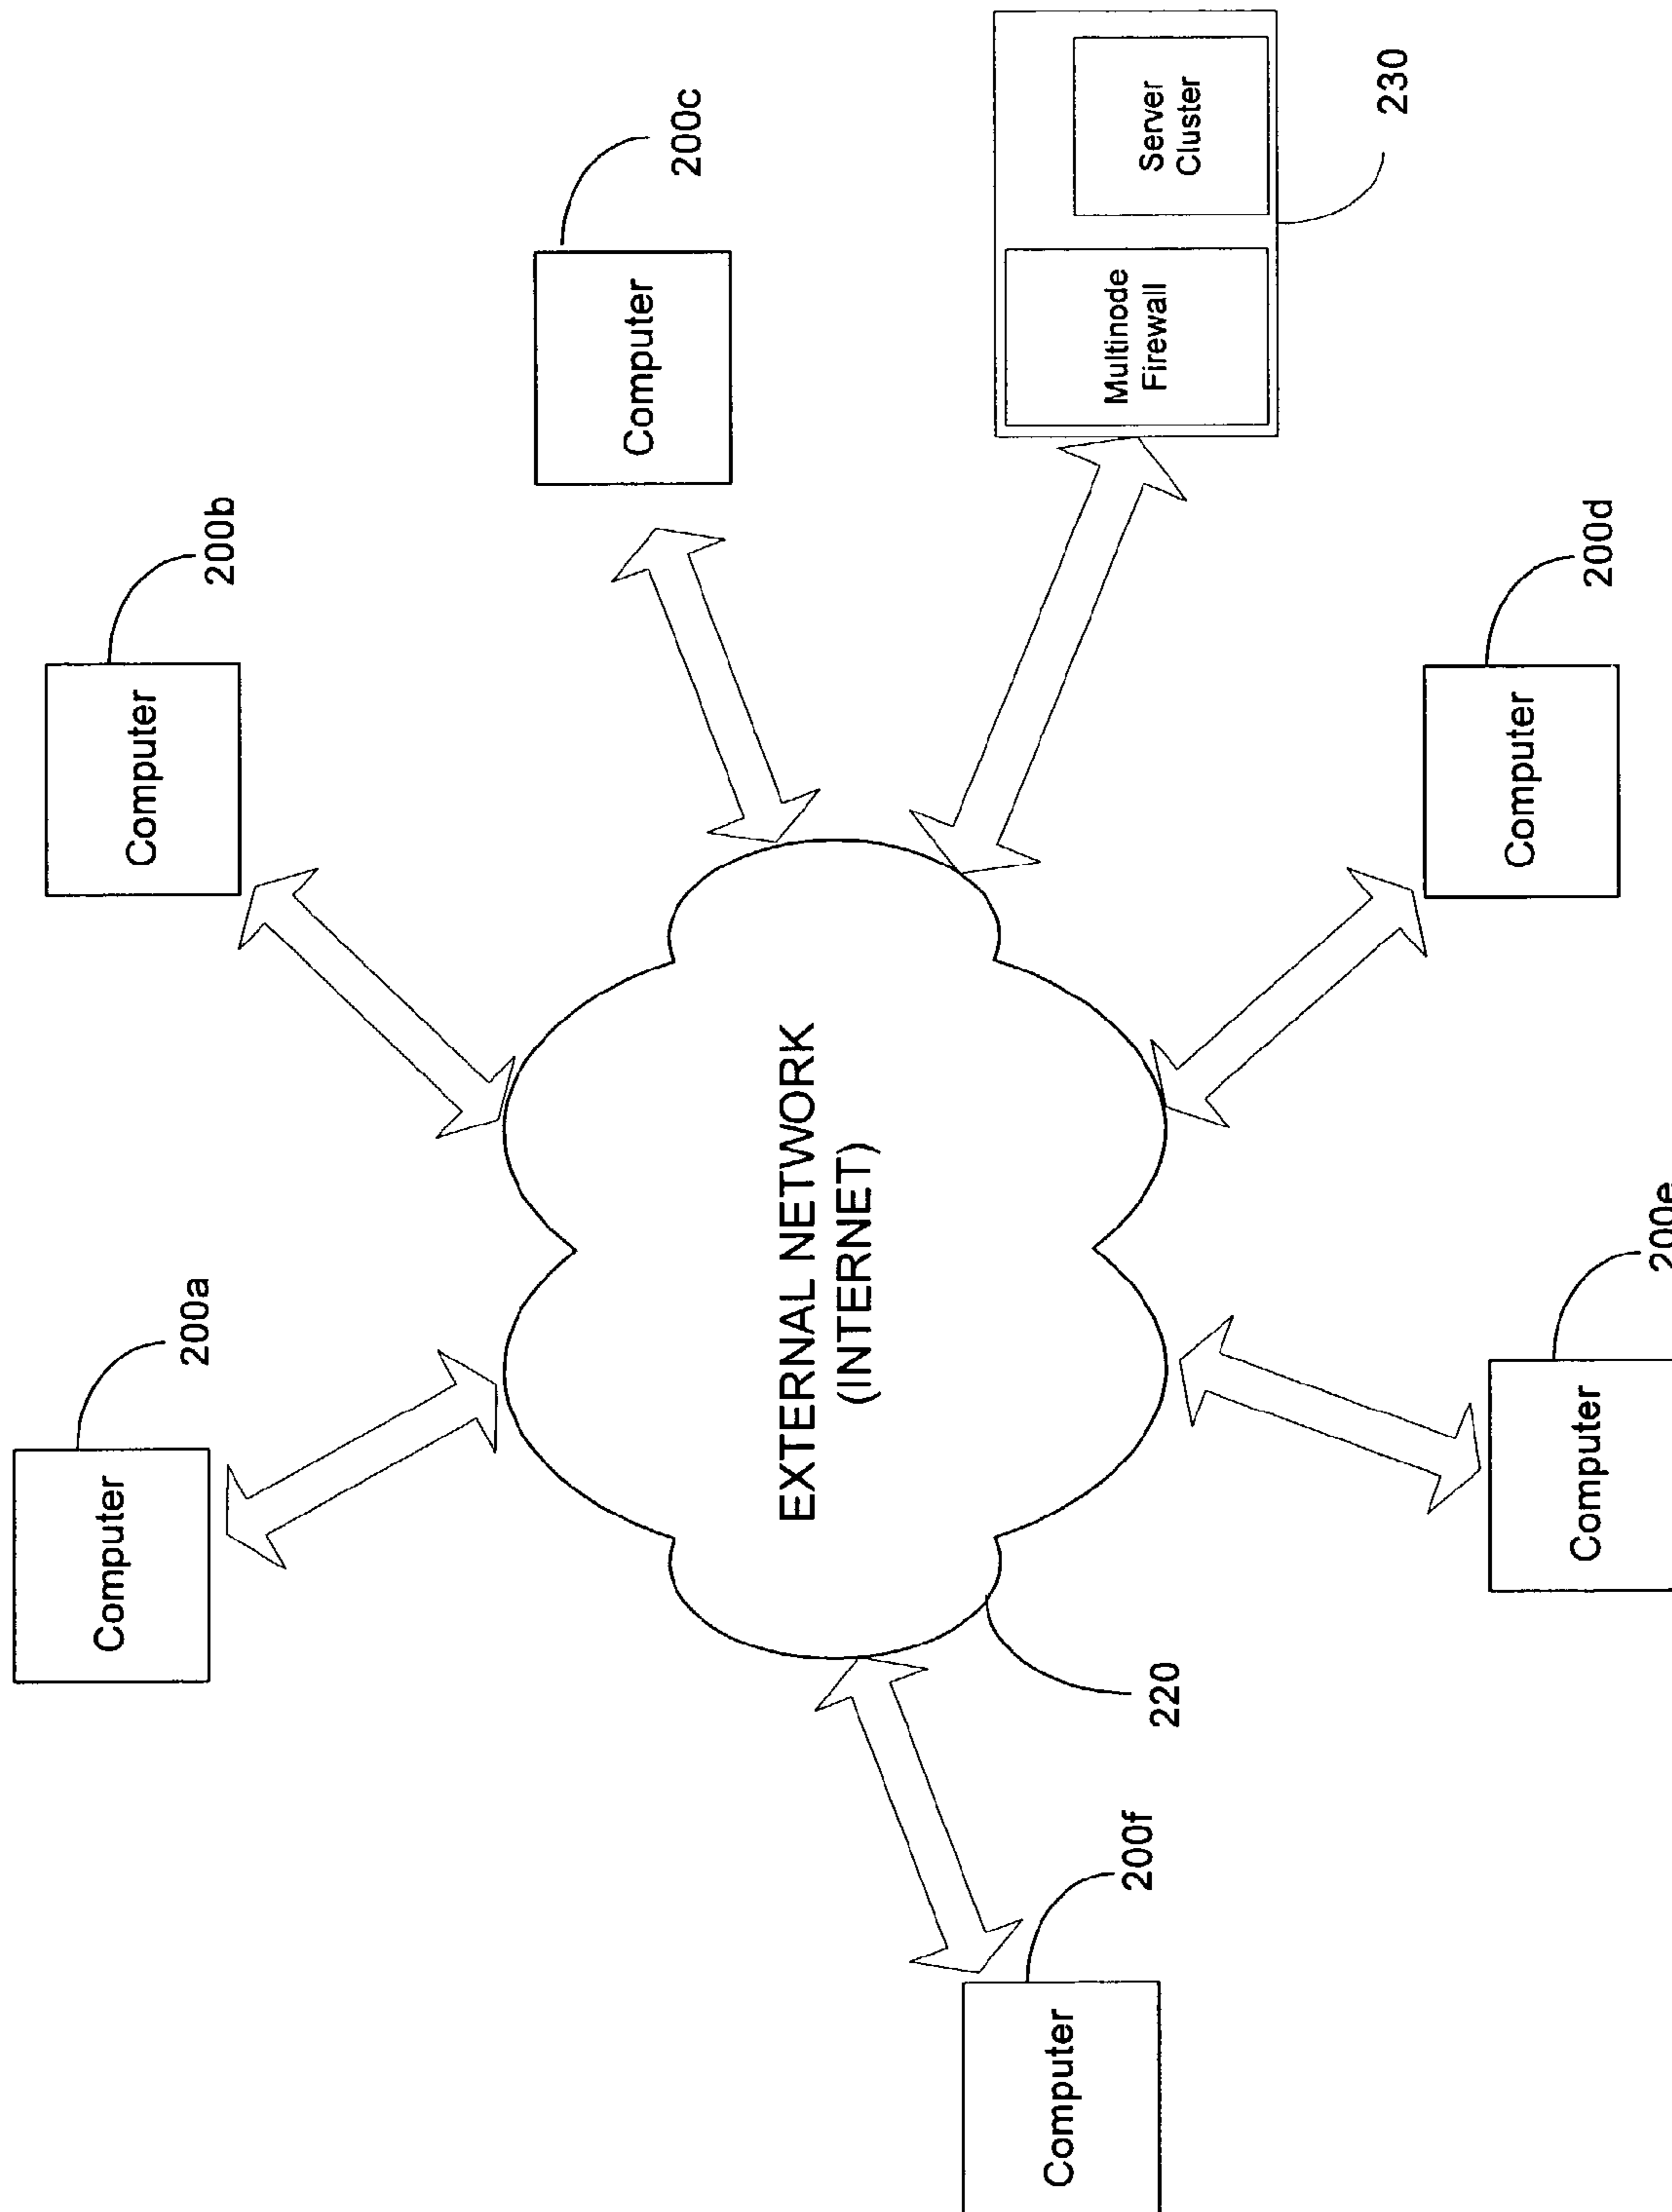 Computer
200a
Computer
200b
Computer
200c
EXTERNAL NETWORK
(INTERNET)
220
Multinode
Firewall
Server
Cluster
230
Computer
200d
Computer
200e
Computer
200f